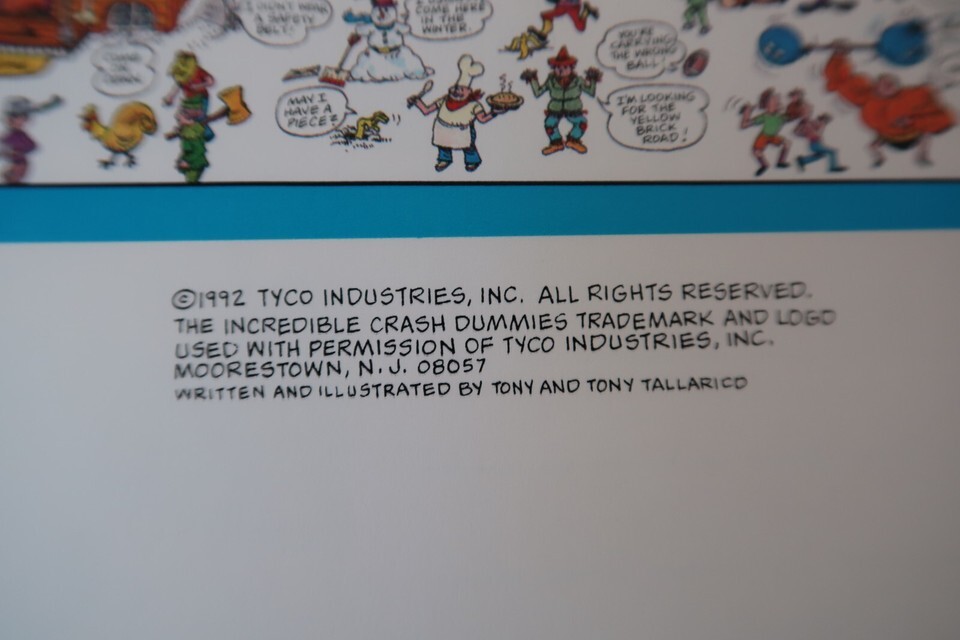 I DON'T NEED
A SAFETY
BELT!
COME HERE
IN THE
WINTER.
YOU'RE
CARRYING
THE WRONG
BALL!
MAY I
HAVE A
PIECE?
I'M LOOKING
FOR THE
YELLOW
BRICK
ROAD!
©1992 TYCO INDUSTRIES, INC. ALL RIGHTS RESERVED.
THE INCREDIBLE CRASH DUMMIES TRADEMARK AND LOGO
USED WITH PERMISSION OF TYCO INDUSTRIES, INC.
MOORESTOWN, N.J. 08057
WRITTEN AND ILLUSTRATED BY TONY AND TONY TALLARICO